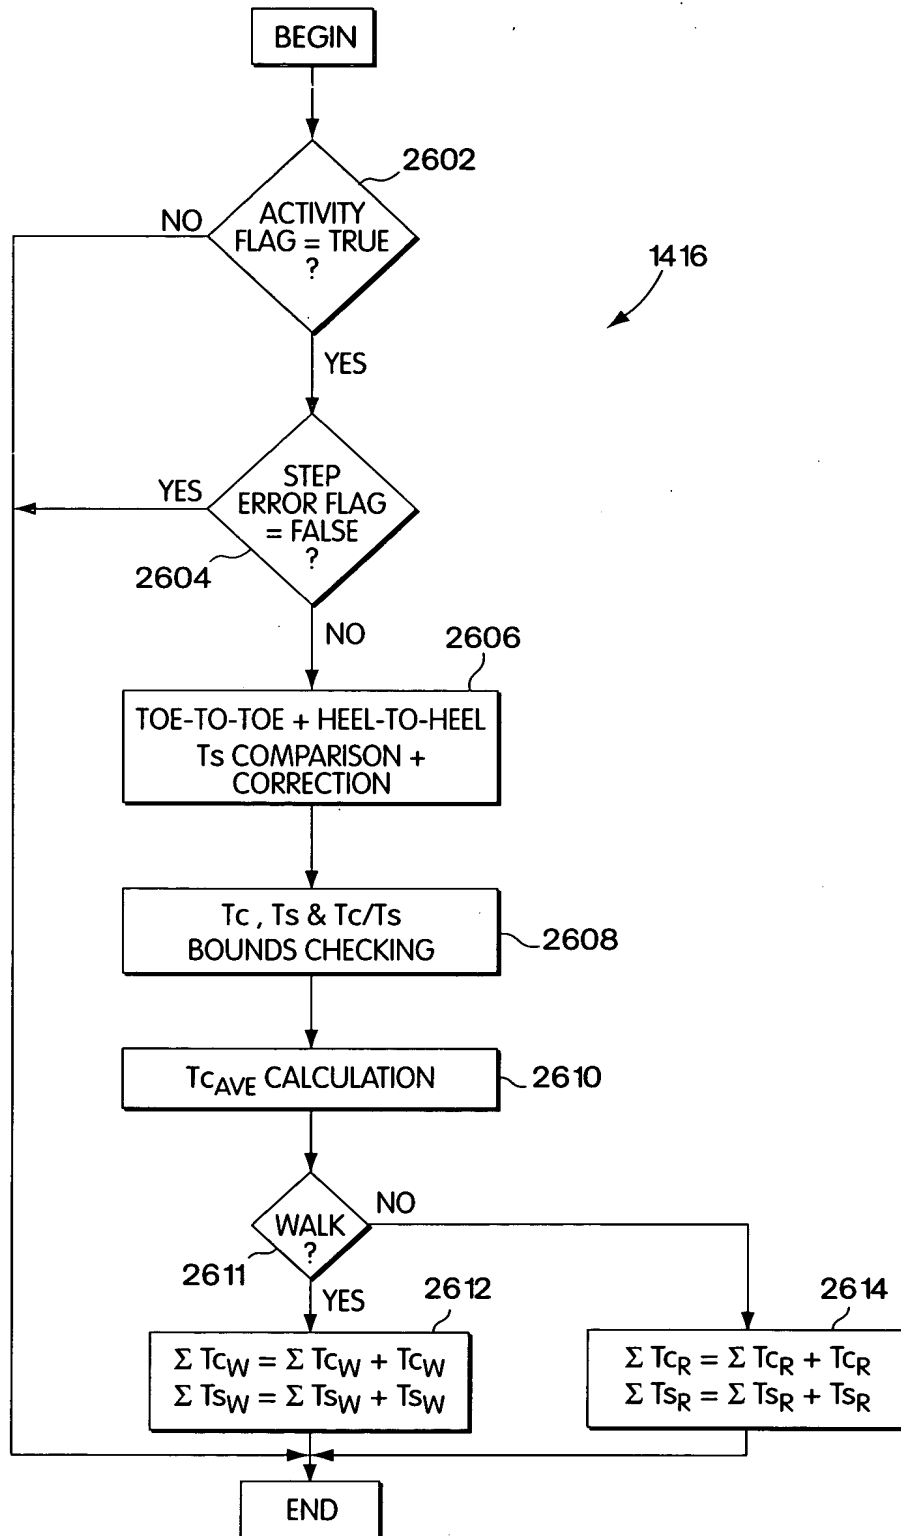 BEGIN
2602
ACTIVITY
FLAG = TRUE
?
NO
1416
YES
STEP
ERROR FLAG
= FALSE
?
YES
2604
NO
2606
TOE-TO-TOE + HEEL-TO-HEEL
Ts COMPARISON +
CORRECTION
Tc , Ts & Tc/Ts
BOUNDS CHECKING
2608
TcAVE CALCULATION
2610
WALK
?
NO
2611
YES
2612
2614
Σ TcW = Σ TcW + TcW
Σ TsW = Σ TsW + TsW
Σ TcR = Σ TcR + TcR
Σ TsR = Σ TsR + TsR
END